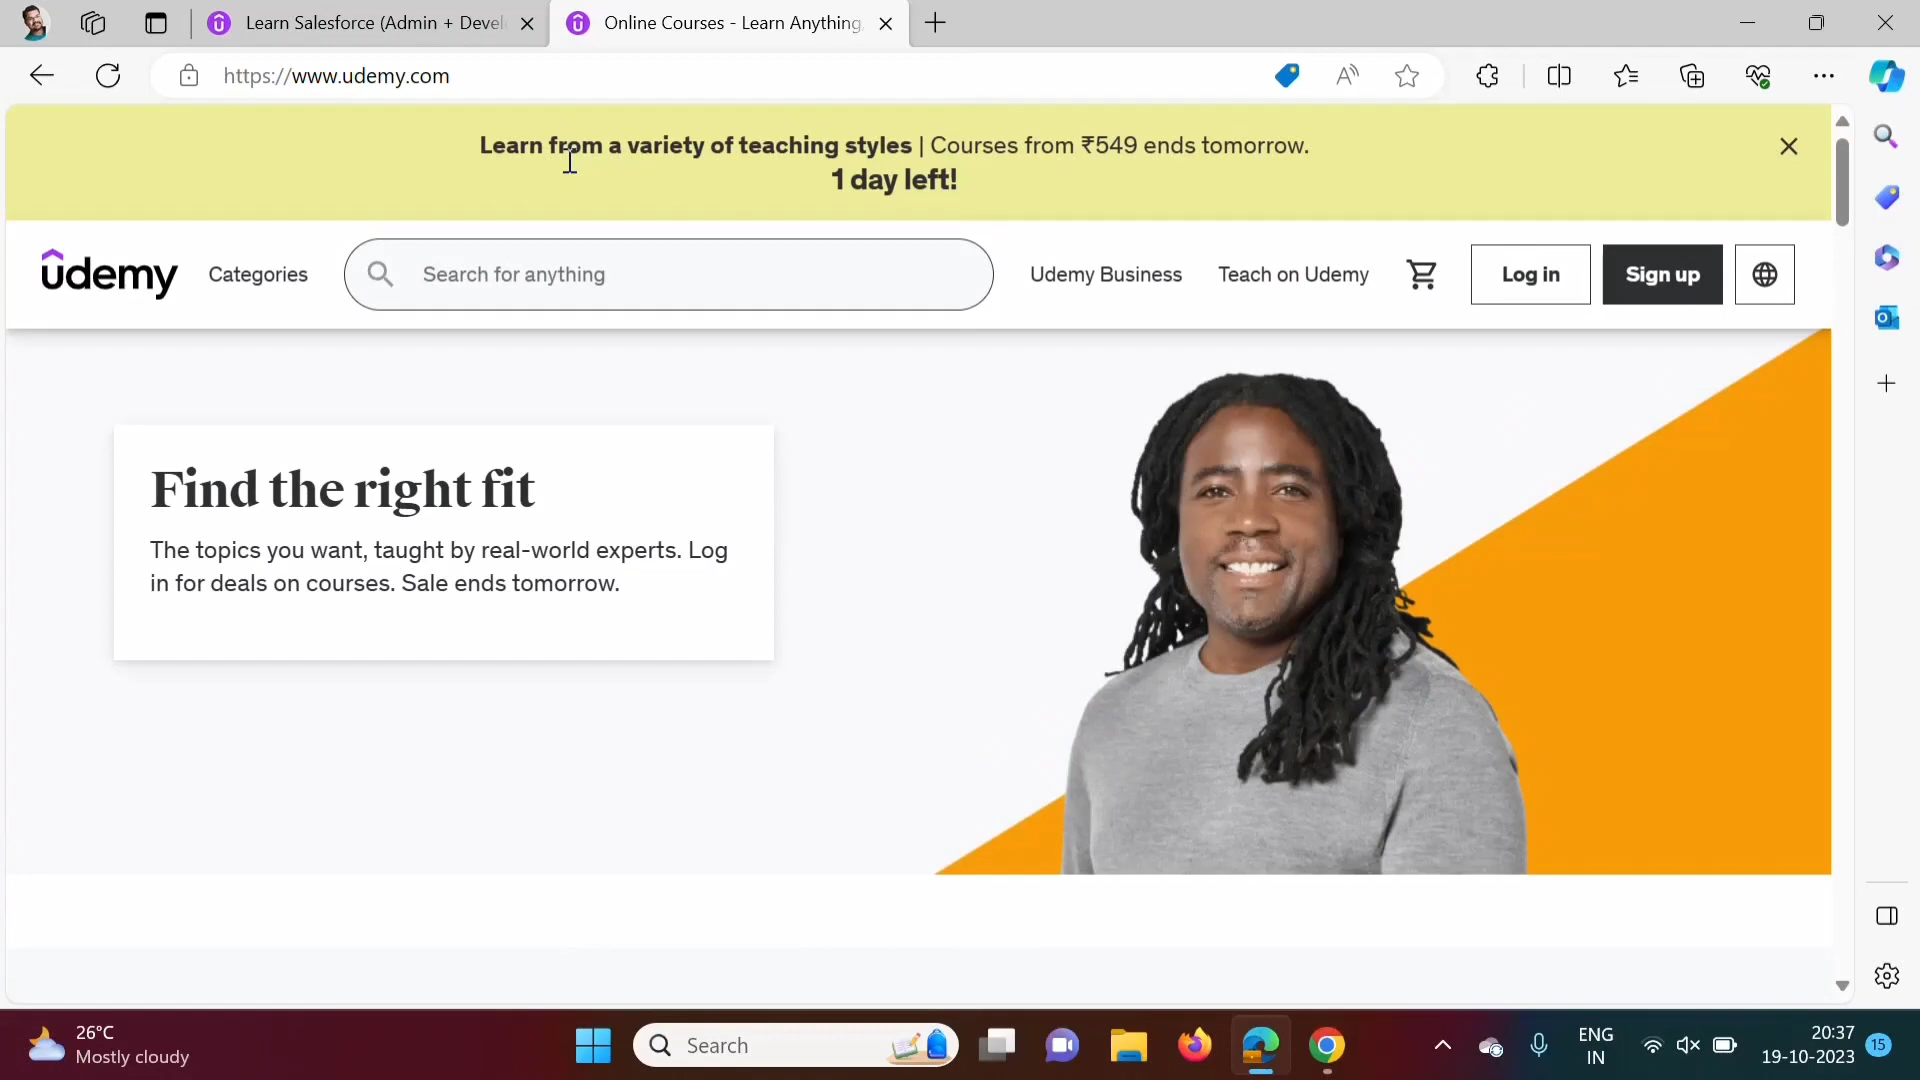 Learn Salesforce (Admin + Devel
Online Courses - Learn Anything
https://www.udemy.com
Learn from a variety of teaching styles | Courses from ₹549 ends tomorrow.
1 day left!
udemy
Categories
Search for anything
Udemy Business
Teach on Udemy
Log in
Sign up
Find the right fit
The topics you want, taught by real-world experts. Log
in for deals on courses. Sale ends tomorrow.
26°C
Mostly cloudy
Search
ENG
IN
20:37
19-10-2023
15